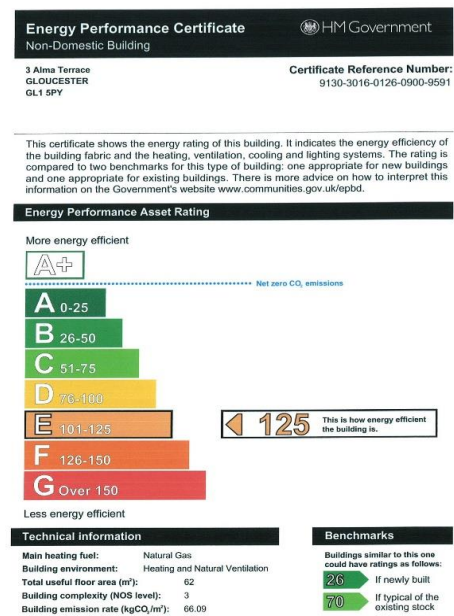 Energy Performance Certificate
Non-Domestic Building
HM Government
3 Alma Terrace
GLOUCESTER
GL1 5PY
Certificate Reference Number:
9130-3016-0126-0900-9591
This certificate shows the energy rating of this building. It indicates the energy efficiency of
the building fabric and the heating, ventilation, cooling and lighting systems. The rating is
compared to two benchmarks for this type of building: one appropriate for new buildings
and one appropriate for existing buildings. There is more advice on how to interpret this
information on the Government's website www.communities.gov.uk/epbd.
Energy Performance Asset Rating
More energy efficient
A+
Net zero CO₂ emissions
A 0-25
B 26-50
C 51-75
D 76-100
E 101-125
125 This is how energy efficient
the building is.
F 126-150
G Over 150
Less energy efficient
Technical information
Main heating fuel: Natural Gas
Building environment: Heating and Natural Ventilation
Total useful floor area (m²): 62
Building complexity (NOS level): 3
Building emission rate (kgCO₂/m²): 66.09
Benchmarks
Buildings similar to this one
could have ratings as follows:
26 If newly built
70 If typical of the
existing stock